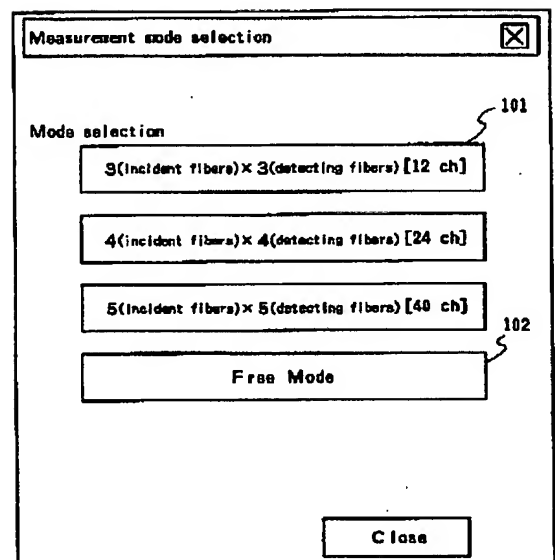 Measurement mode selection
101
Mode selection
3(incident fibers)×3(detecting fibers)[12 ch]
4(incident fibers)×4(detecting fibers)[24 ch]
5(incident fibers)×5(detecting fibers)[40 ch]
102
Free Mode
Close